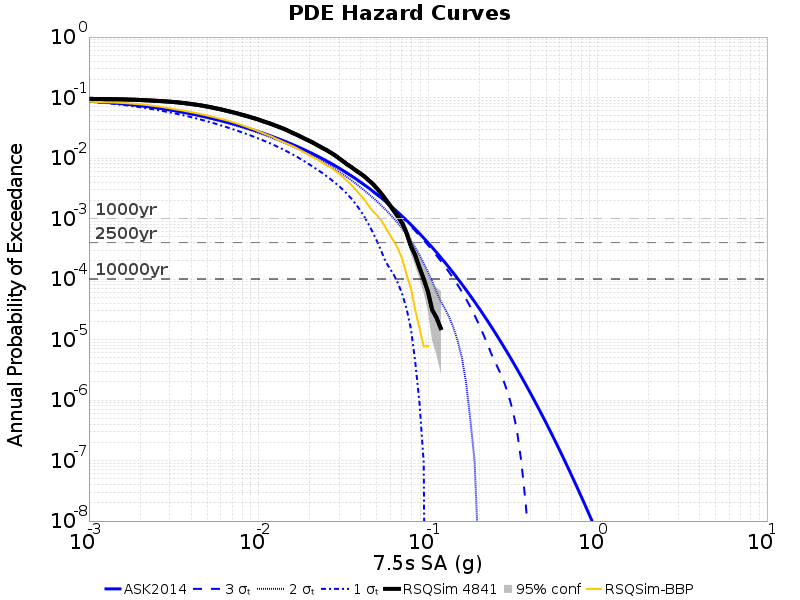 PDE Hazard Curves
Annual Probability of Exceedance
10^0
10^-1
10^-2
10^-3
10^-4
10^-5
10^-6
10^-7
10^-8
1000yr
2500yr
10000yr
10^-3 10^-2 10^-1 10^0 10^1
7.5s SA (g)
ASK2014 3 σₜ 2 σₜ 1 σₜ RSQSim 4841 95% conf RSQSim-BBP